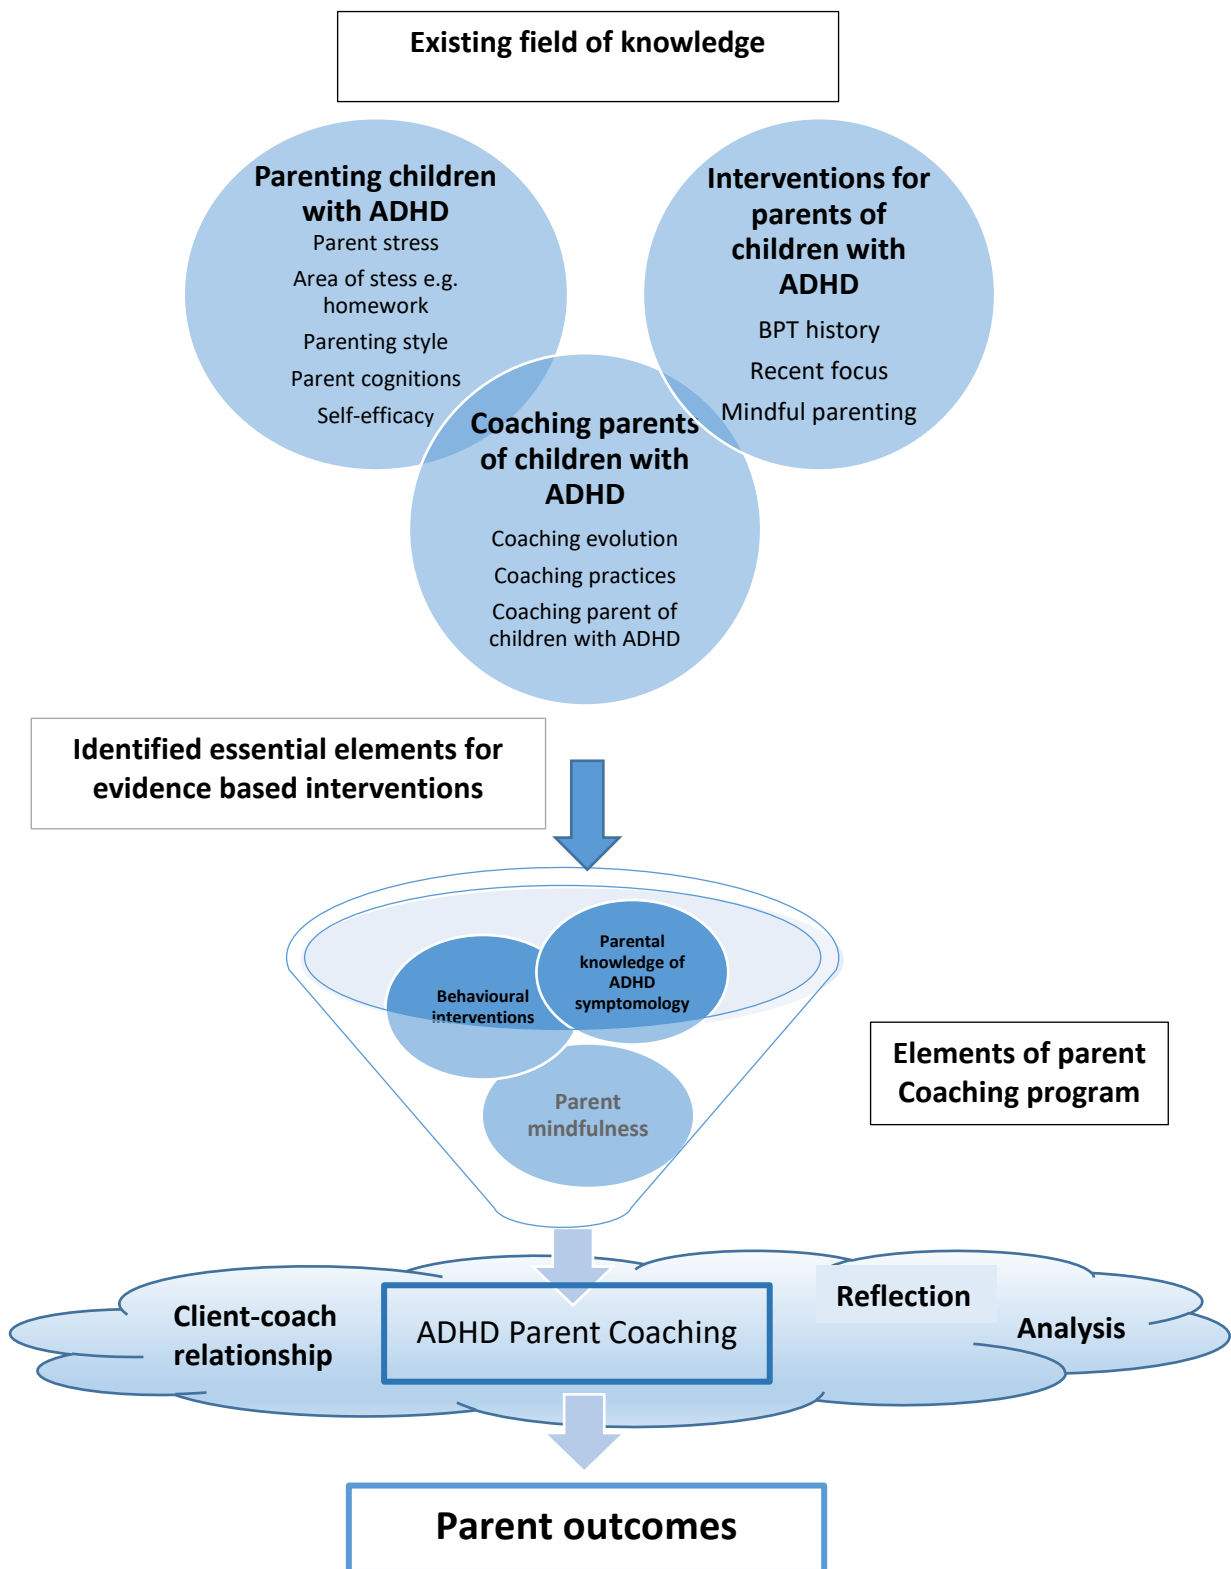 Existing field of knowledge
Parenting children
with ADHD
Parent stress
Area of stess e.g.
homework
Parenting style
Parent cognitions
Self-efficacy
Interventions for
parents of
children with
ADHD
BPT history
Recent focus
Mindful parenting
Coaching parents
of children with
ADHD
Coaching evolution
Coaching practices
Coaching parent of
children with ADHD
Identified essential elements for
evidence based interventions
Parental
knowledge of
ADHD
symptomology
Behavioural
interventions
Parent
mindfulness
Elements of parent
Coaching program
Client-coach
relationship
ADHD Parent Coaching
Reflection
Analysis
Parent outcomes